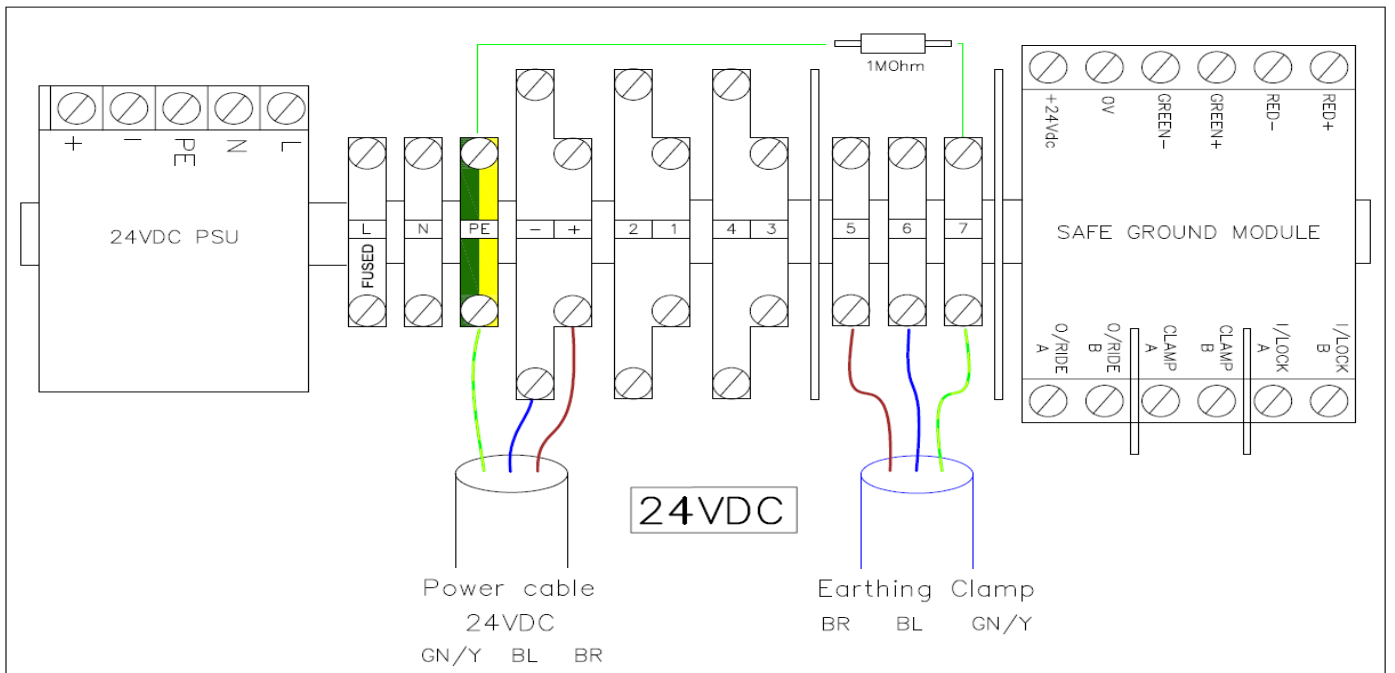 1MOhm
+ I PE N L
24VDC PSU
L N PE - + 2 1 4 3 5 6 7
FUSED
+24Vdc 0V GREEN- GREEN+ RED- RED+
SAFE GROUND MODULE
O/RIDE A O/RIDE B CLAMP A CLAMP B I/LOCK A I/LOCK B
24VDC
Power cable
24VDC
GN/Y BL BR
Earthing Clamp
BR BL GN/Y